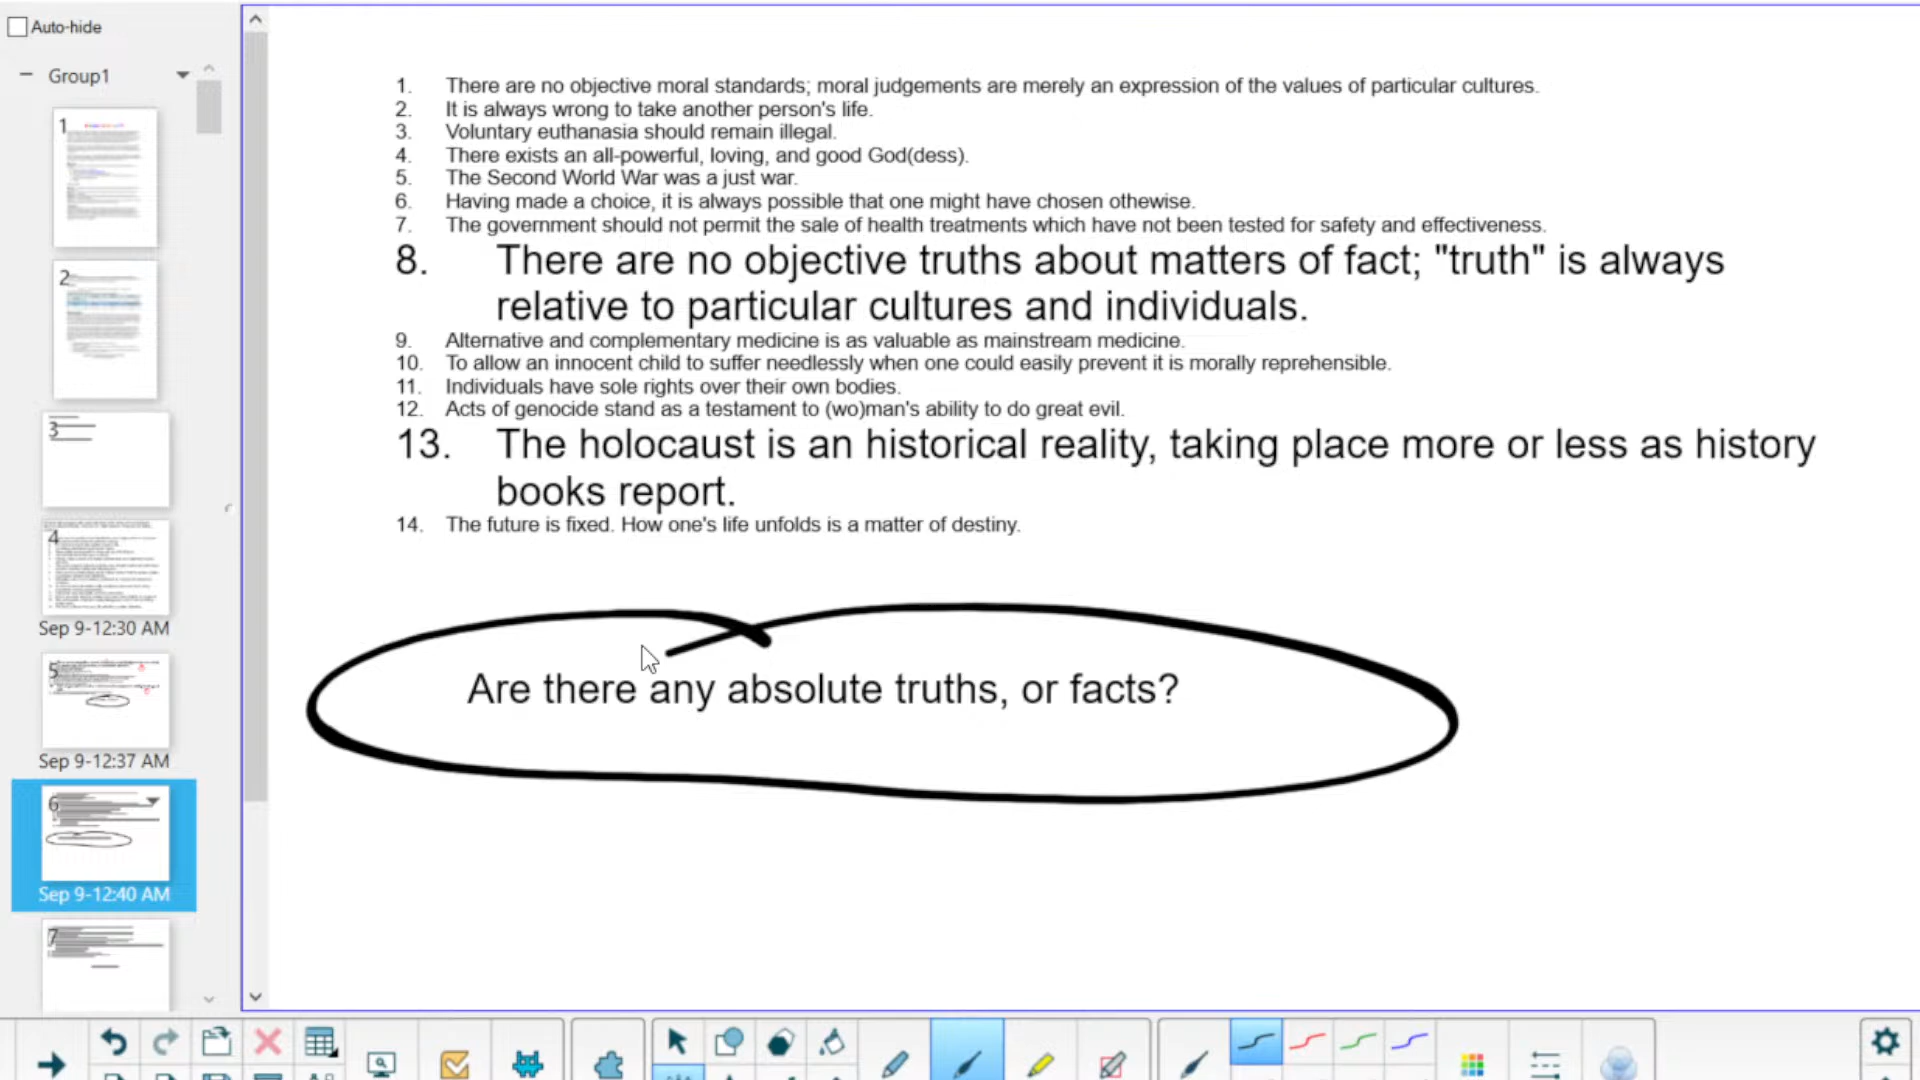 Auto-hide
Group1
1
2
3
4
Sep 9-12:30 AM
5
Sep 9-12:37 AM
6
Sep 9-12:40 AM
7
1. There are no objective moral standards; moral judgements are merely an expression of the values of particular cultures.
2. It is always wrong to take another person's life.
3. Voluntary euthanasia should remain illegal.
4. There exists an all-powerful, loving, and good God(dess).
5. The Second World War was a just war.
6. Having made a choice, it is always possible that one might have chosen othewise.
7. The government should not permit the sale of health treatments which have not been tested for safety and effectiveness.
8. There are no objective truths about matters of fact; "truth" is always
relative to particular cultures and individuals.
9. Alternative and complementary medicine is as valuable as mainstream medicine.
10. To allow an innocent child to suffer needlessly when one could easily prevent it is morally reprehensible.
11. Individuals have sole rights over their own bodies.
12. Acts of genocide stand as a testament to (wo)man's ability to do great evil.
13. The holocaust is an historical reality, taking place more or less as history
books report.
14. The future is fixed. How one's life unfolds is a matter of destiny.
Are there any absolute truths, or facts?